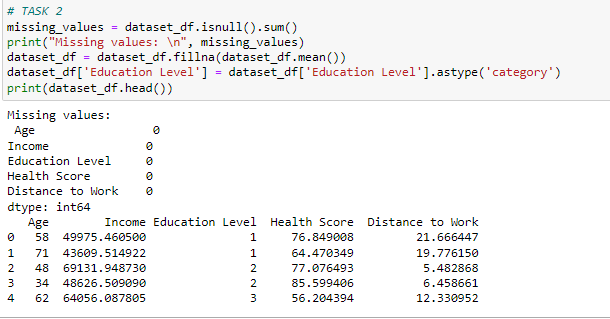 # TASK 2
missing_values = dataset_df.isnull().sum()
print("Missing values: \n", missing_values)
dataset_df = dataset_df.fillna(dataset_df.mean())
dataset_df['Education Level'] = dataset_df['Education Level'].astype('category')
print(dataset_df.head())
Missing values:
 Age                 0
Income              0
Education Level     0
Health Score        0
Distance to Work    0
dtype: int64
   Age        Income Education Level  Health Score  Distance to Work
0   58  49975.460500               1     76.849008         21.666447
1   71  43609.514922               1     64.470349         19.776150
2   48  69131.948730               2     77.076493          5.482868
3   34  48626.509090               2     85.599406          6.458661
4   62  64056.087805               3     56.204394         12.330952